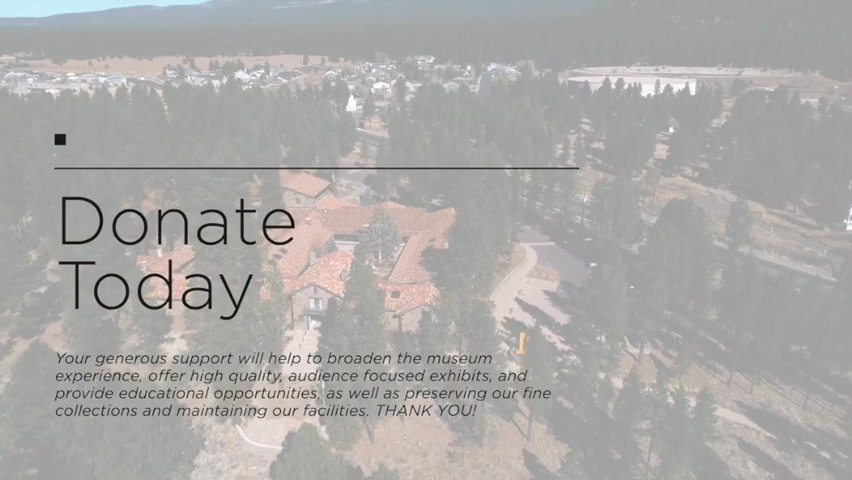 Donate
Today
Your generous support will help to broaden the museum
experience, offer high quality, audience focused exhibits, and
provide educational opportunities, as well as preserving our fine
collections and maintaining our facilities. THANK YOU!